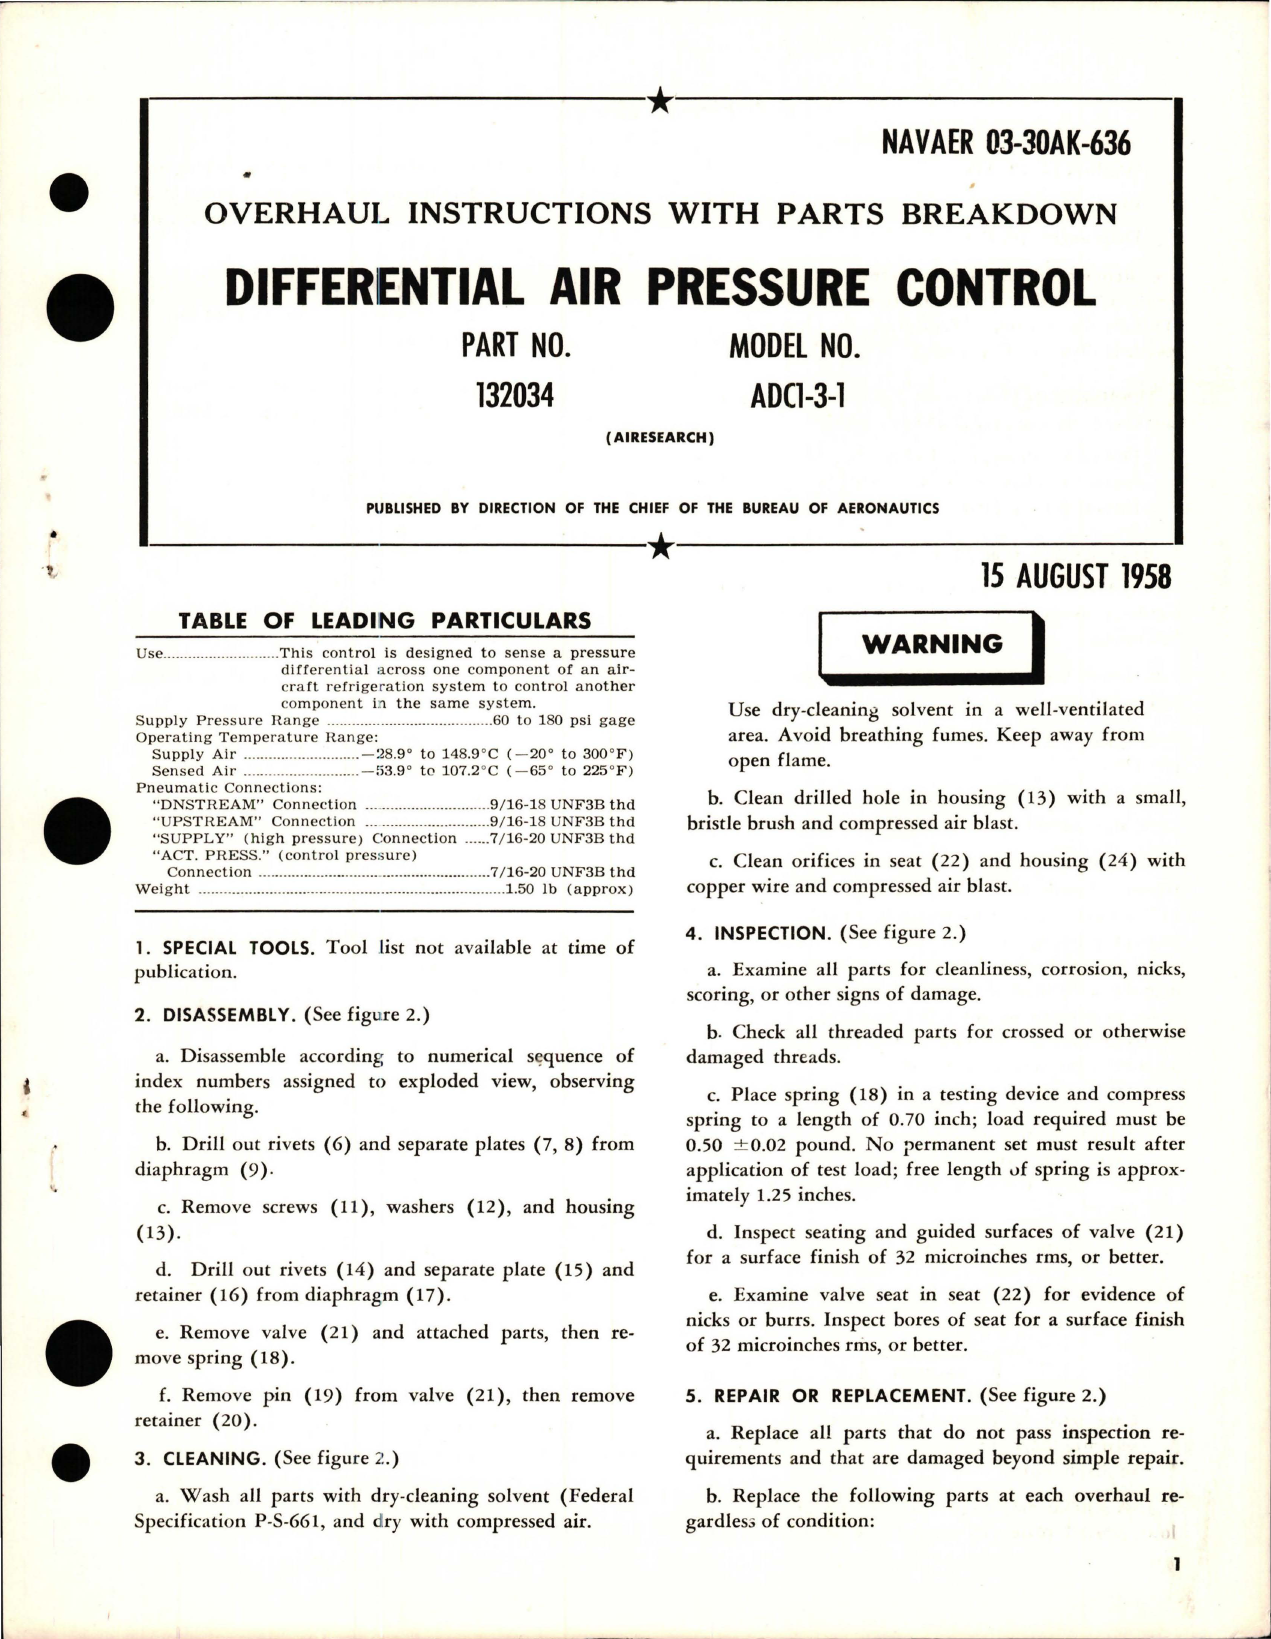 NAVAER 03-30AK-636
OVERHAUL INSTRUCTIONS WITH PARTS BREAKDOWN
DIFFERENTIAL AIR PRESSURE CONTROL
PART NO. MODEL NO.
132034 ADC1-3-1
(AIRESEARCH)
PUBLISHED BY DIRECTION OF THE CHIEF OF THE BUREAU OF AERONAUTICS
15 AUGUST 1958
TABLE OF LEADING PARTICULARS
Use............................This control is designed to sense a pressure
differential across one component of an air-
craft refrigeration system to control another
component in the same system.
Supply Pressure Range ........................................60 to 180 psi gage
Operating Temperature Range:
Supply Air ............................—28.9° to 148.9°C (—20° to 300°F)
Sensed Air ............................—53.9° to 107.2°C (—65° to 225°F)
Pneumatic Connections:
"DNSTREAM" Connection ..............................9/16-18 UNF3B thd
"UPSTREAM" Connection ..............................9/16-18 UNF3B thd
"SUPPLY" (high pressure) Connection ......7/16-20 UNF3B thd
"ACT. PRESS." (control pressure)
Connection ........................................................7/16-20 UNF3B thd
Weight ..........................................................................1.50 lb (approx)
1. SPECIAL TOOLS. Tool list not available at time of
publication.
2. DISASSEMBLY. (See figure 2.)
a. Disassemble according to numerical sequence of
index numbers assigned to exploded view, observing
the following.
b. Drill out rivets (6) and separate plates (7, 8) from
diaphragm (9).
c. Remove screws (11), washers (12), and housing
(13).
d. Drill out rivets (14) and separate plate (15) and
retainer (16) from diaphragm (17).
e. Remove valve (21) and attached parts, then re-
move spring (18).
f. Remove pin (19) from valve (21), then remove
retainer (20).
3. CLEANING. (See figure 2.)
a. Wash all parts with dry-cleaning solvent (Federal
Specification P-S-661, and dry with compressed air.
WARNING
Use dry-cleaning solvent in a well-ventilated
area. Avoid breathing fumes. Keep away from
open flame.
b. Clean drilled hole in housing (13) with a small,
bristle brush and compressed air blast.
c. Clean orifices in seat (22) and housing (24) with
copper wire and compressed air blast.
4. INSPECTION. (See figure 2.)
a. Examine all parts for cleanliness, corrosion, nicks,
scoring, or other signs of damage.
b. Check all threaded parts for crossed or otherwise
damaged threads.
c. Place spring (18) in a testing device and compress
spring to a length of 0.70 inch; load required must be
0.50 ±0.02 pound. No permanent set must result after
application of test load; free length of spring is approx-
imately 1.25 inches.
d. Inspect seating and guided surfaces of valve (21)
for a surface finish of 32 microinches rms, or better.
e. Examine valve seat in seat (22) for evidence of
nicks or burrs. Inspect bores of seat for a surface finish
of 32 microinches rms, or better.
5. REPAIR OR REPLACEMENT. (See figure 2.)
a. Replace all parts that do not pass inspection re-
quirements and that are damaged beyond simple repair.
b. Replace the following parts at each overhaul re-
gardless of condition:
1